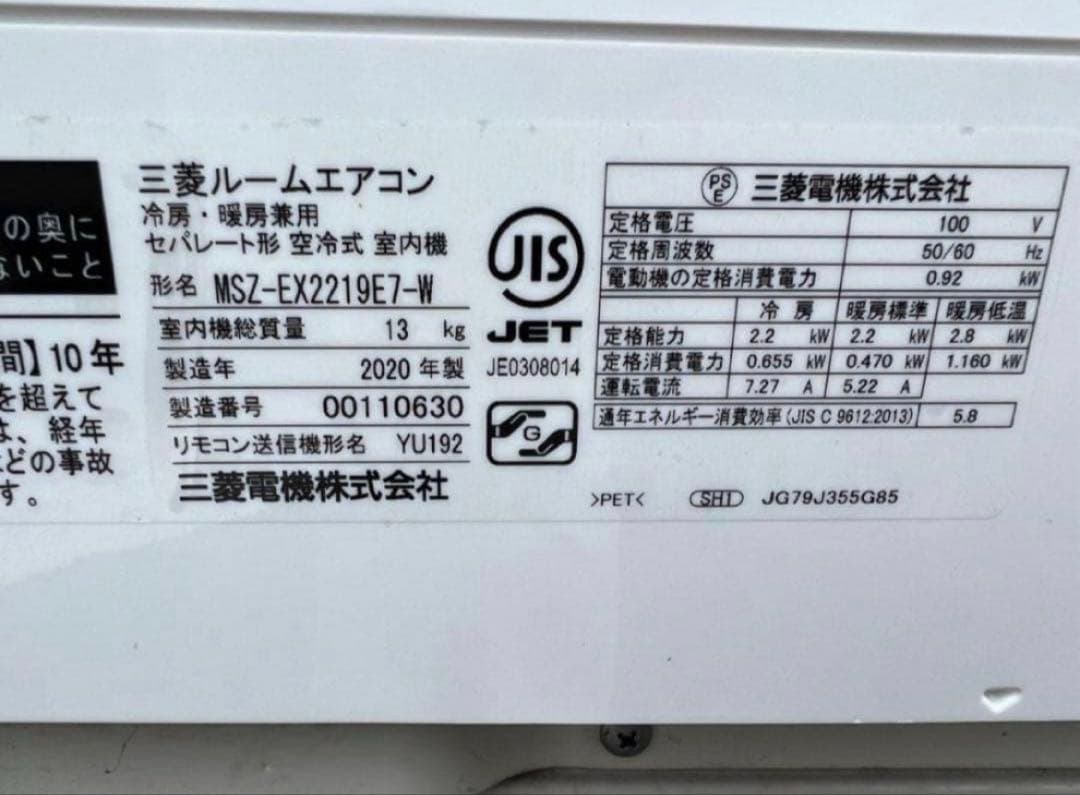 の奥に
ないこと
間】10年
を超えて
は、経年
どの事故
す。
三菱ルームエアコン
冷房・暖房兼用
セパレート形 空冷式 室内機
形名 MSZ-EX2219E7-W
室内機総質量 13 kg
製造年 2020 年製
製造番号 00110630
リモコン送信機形名 YU192
三菱電機株式会社
JIS
JET
JE0308014
G
PSE 三菱電機株式会社
定格電圧 100 V
定格周波数 50/60 Hz
電動機の定格消費電力 0.92 kW
冷房 暖房標準 暖房低温
定格能力 2.2 kW 2.2 kW 2.8 kW
定格消費電力 0.655 kW 0.470 kW 1.160 kW
運転電流 7.27 A 5.22 A
通年エネルギー消費効率(JIS C 9612:2013) 5.8
>PET< SHI JG79J355G85